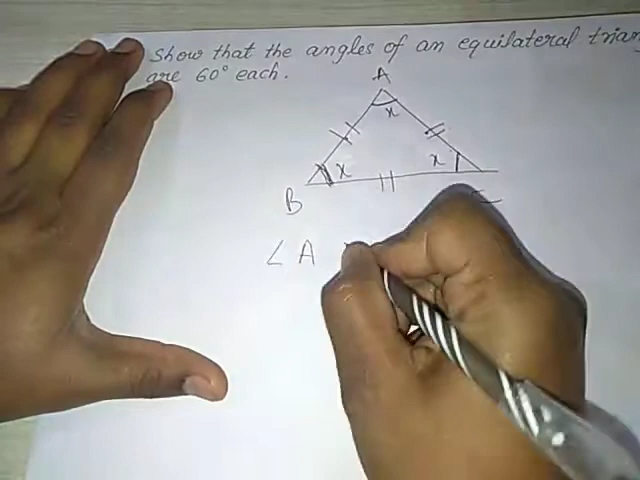 Show that the angles of an equilateral
are 60° each.
A
x
x
x
B
∠ A